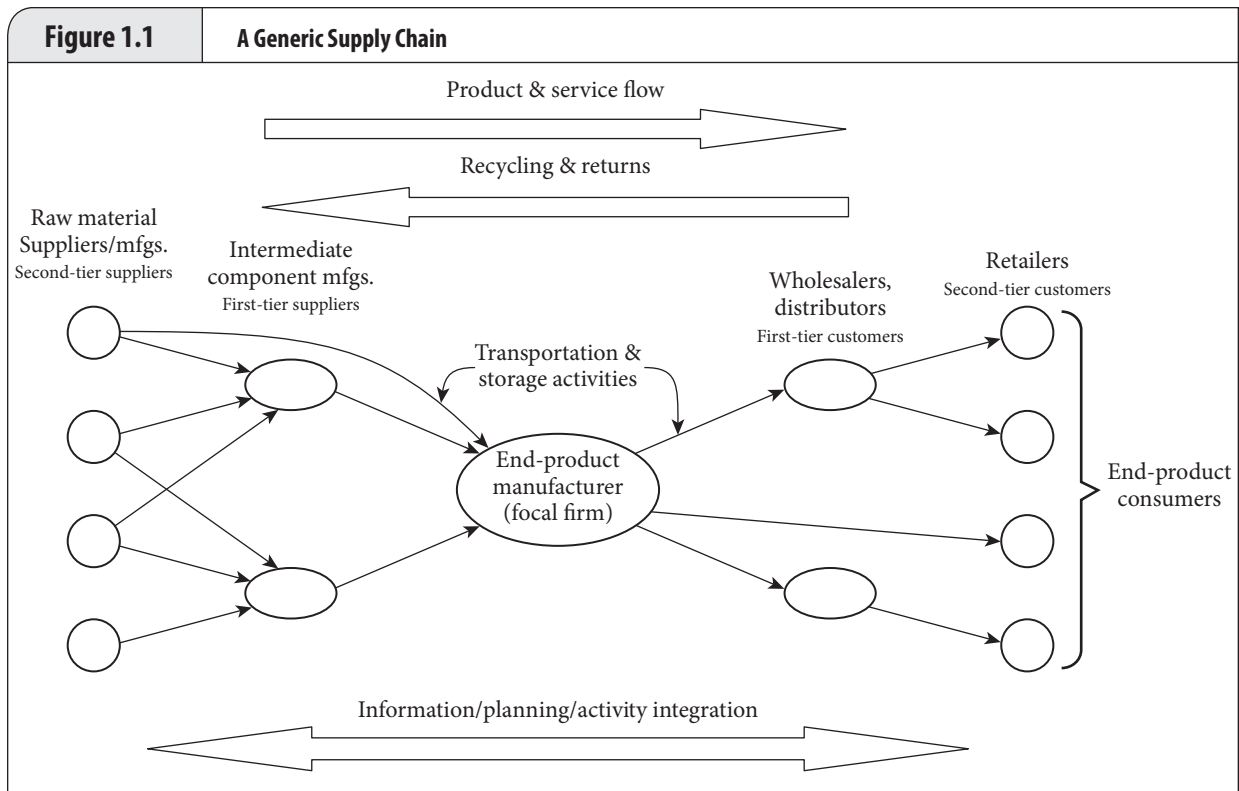 Figure 1.1
A Generic Supply Chain
Product & service flow
Recycling & returns
Raw material
Suppliers/mfgs.
Second-tier suppliers
Intermediate
component mfgs.
First-tier suppliers
Transportation &
storage activities
Wholesalers,
distributors
First-tier customers
Retailers
Second-tier customers
End-product
manufacturer
(focal firm)
End-product
consumers
Information/planning/activity integration